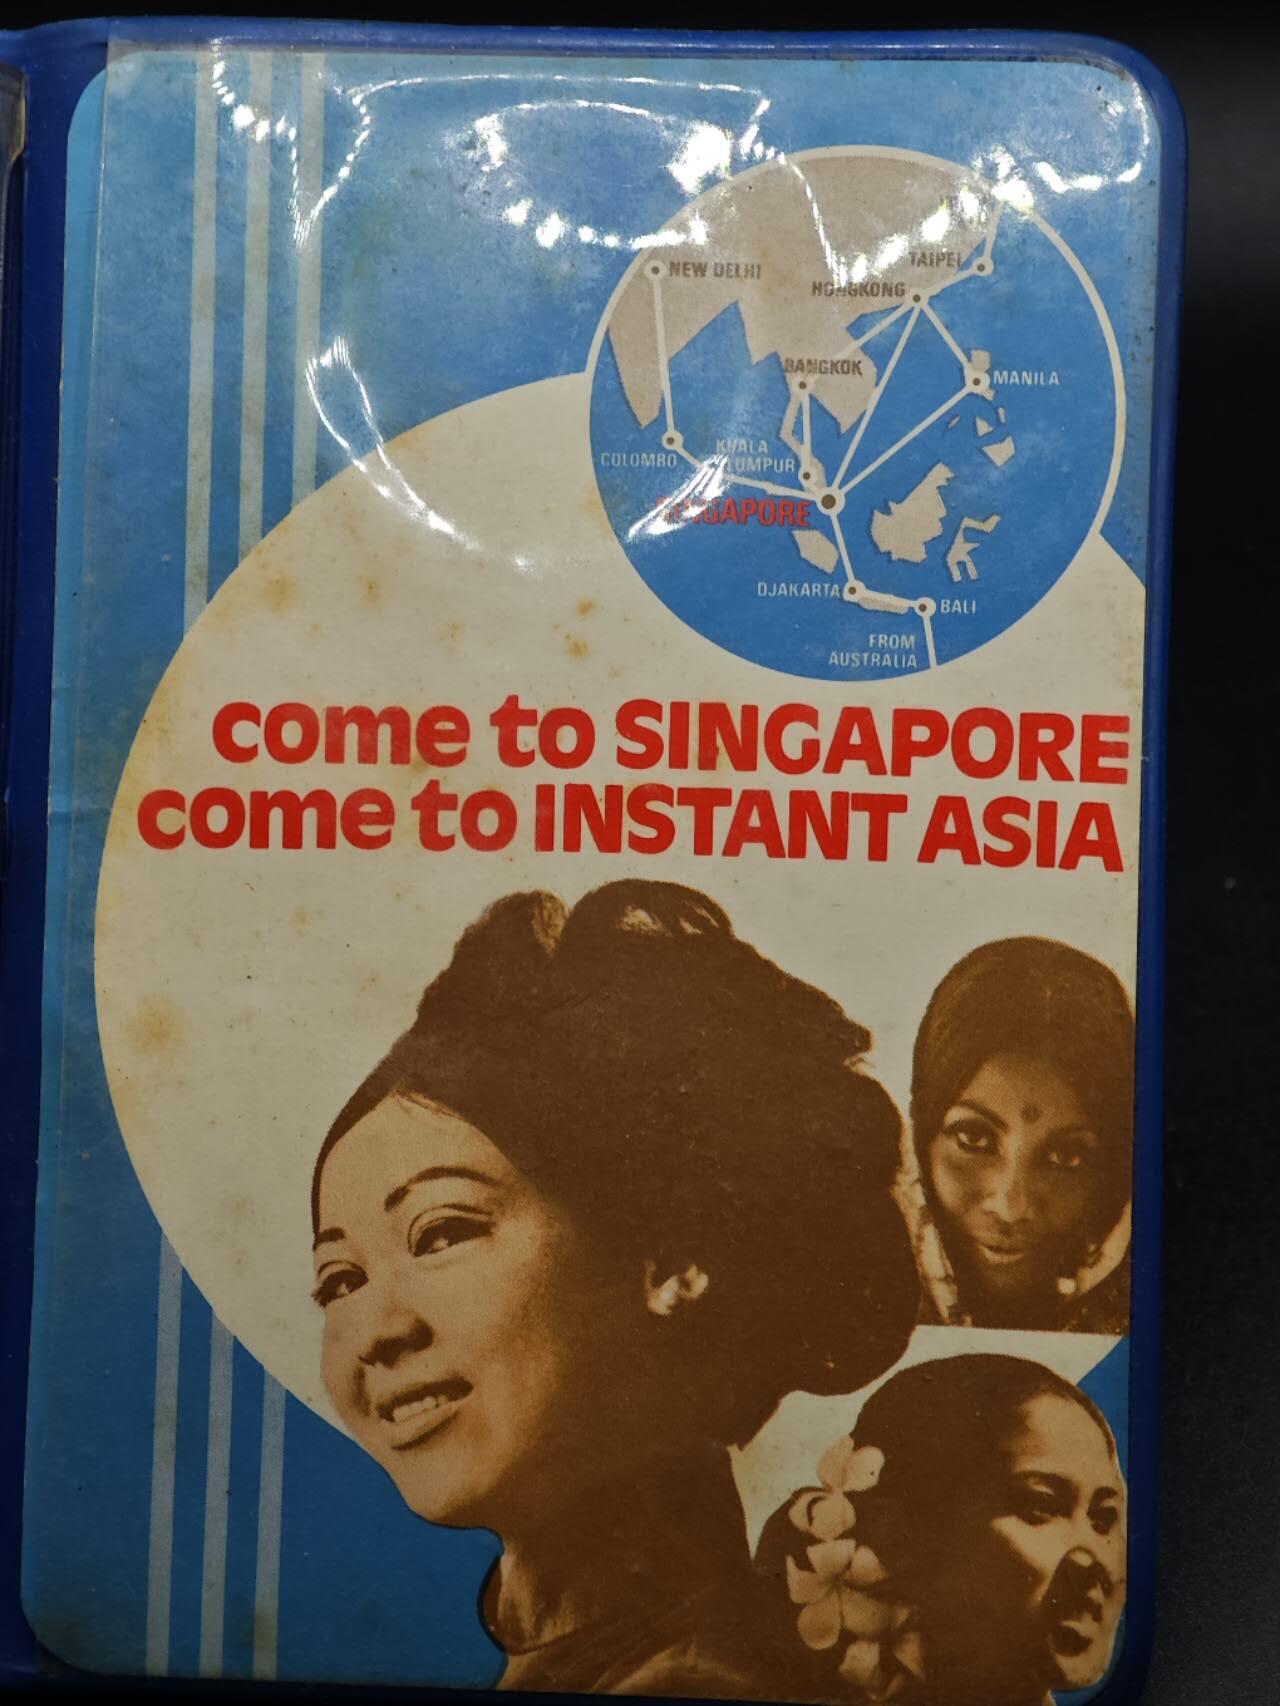 TAIPEI
NEW DELHI
HONGKONG
BANGKOK
MANILA
KUALA
LUMPUR
COLOMBO
SINGAPORE
DJAKARTA
BALI
FROM
AUSTRALIA
come to SINGAPORE
come to INSTANT ASIA